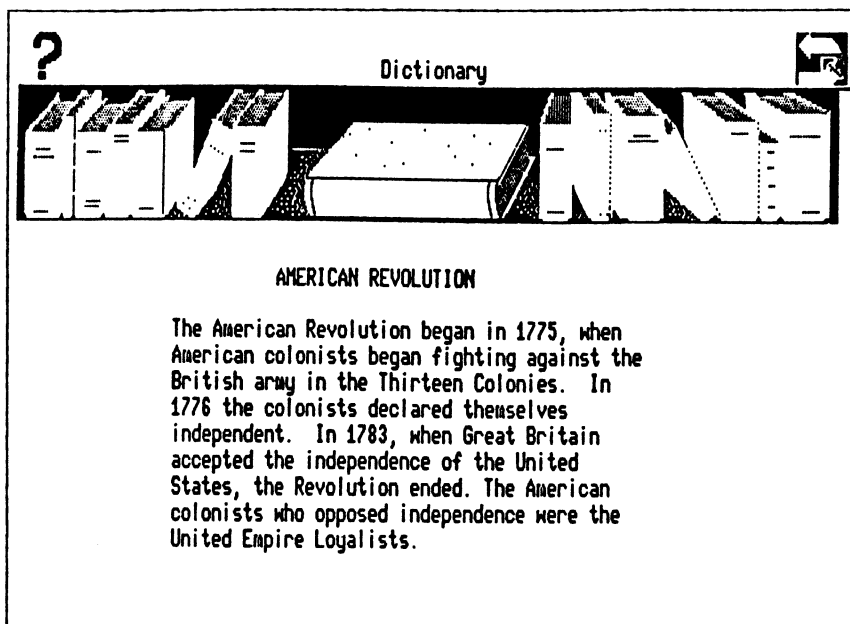 ?
Dictionary
AMERICAN REVOLUTION
The American Revolution began in 1775, when
American colonists began fighting against the
British army in the Thirteen Colonies. In
1776 the colonists declared themselves
independent. In 1783, when Great Britain
accepted the independence of the United
States, the Revolution ended. The American
colonists who opposed independence were the
United Empire Loyalists.